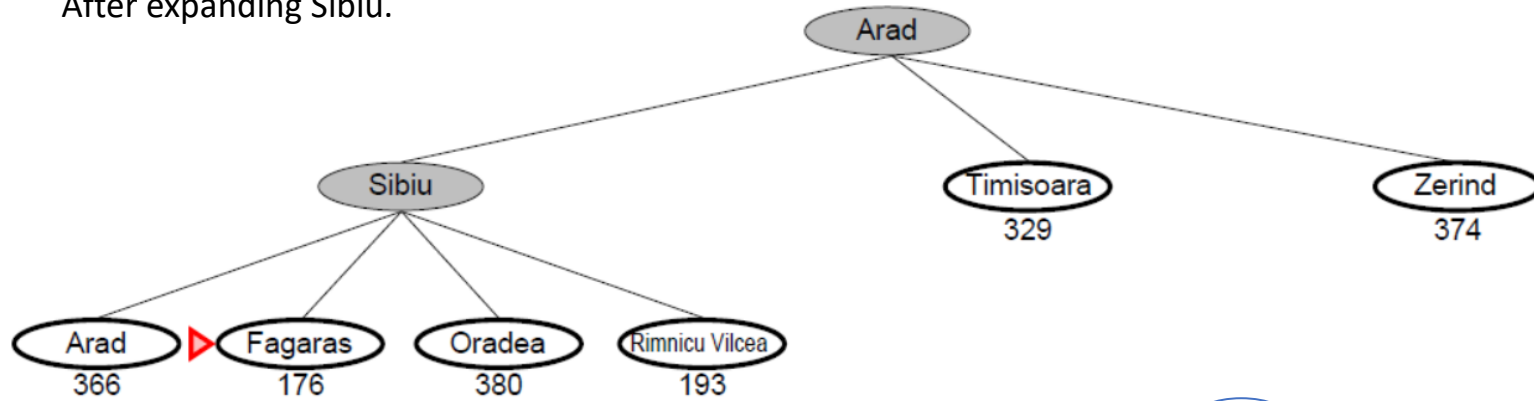 After expanding Sibiu.
Arad
Sibiu
Timisoara
Zerind
329
374
Arad
Fagaras
Oradea
Rimnicu Vilcea
366
176
380
193